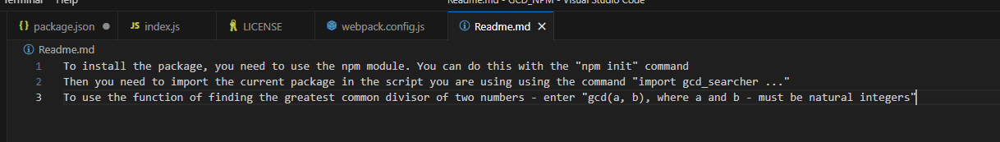 Terminal Help Readme.md - GCD_NPM - Visual Studio Code
{} package.json JS index.js LICENSE webpack.config.js Readme.md
Readme.md
1 To install the package, you need to use the npm module. You can do this with the "npm init" command
2 Then you need to import the current package in the script you are using using the command "import gcd_searcher ..."
3 To use the function of finding the greatest common divisor of two numbers - enter "gcd(a, b), where a and b - must be natural integers"